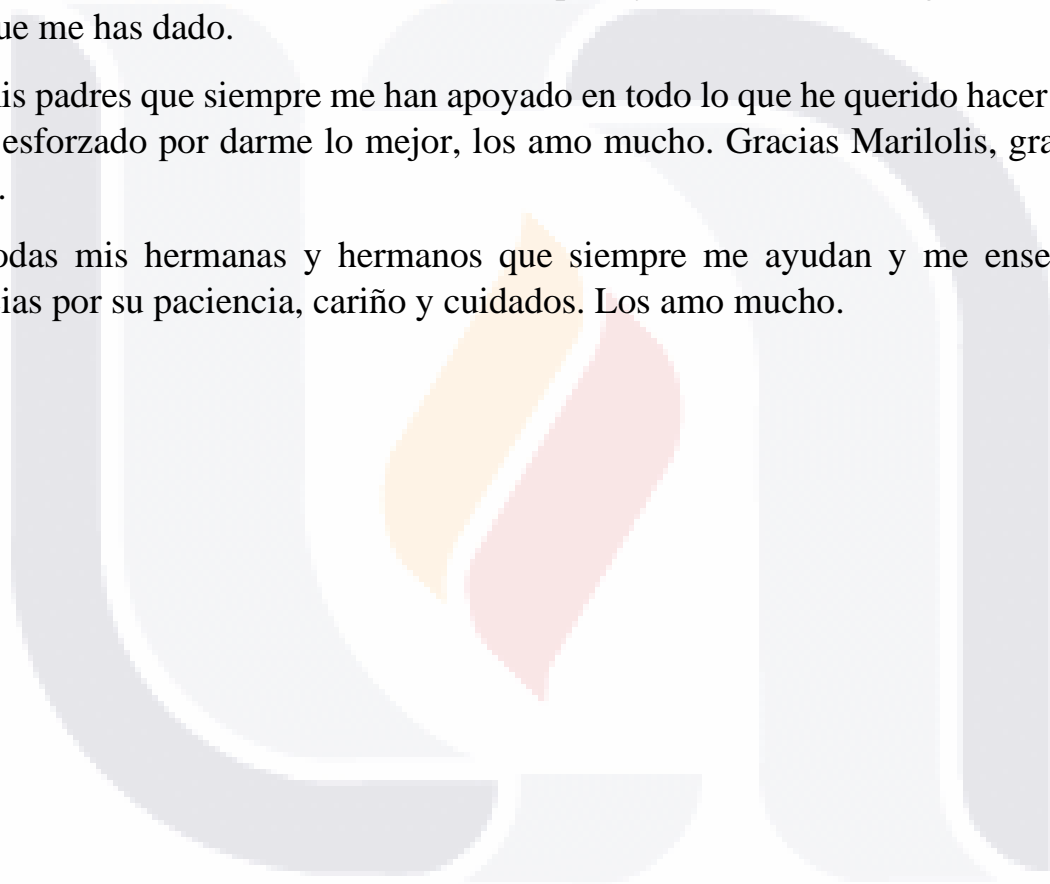 ue me has dado.
is padres que siempre me han apoyado en todo lo que he querido hacer
esforzado por darme lo mejor, los amo mucho. Gracias Marilolis, gra
.
odas mis hermanas y hermanos que siempre me ayudan y me ense
ias por su paciencia, cariño y cuidados. Los amo mucho.